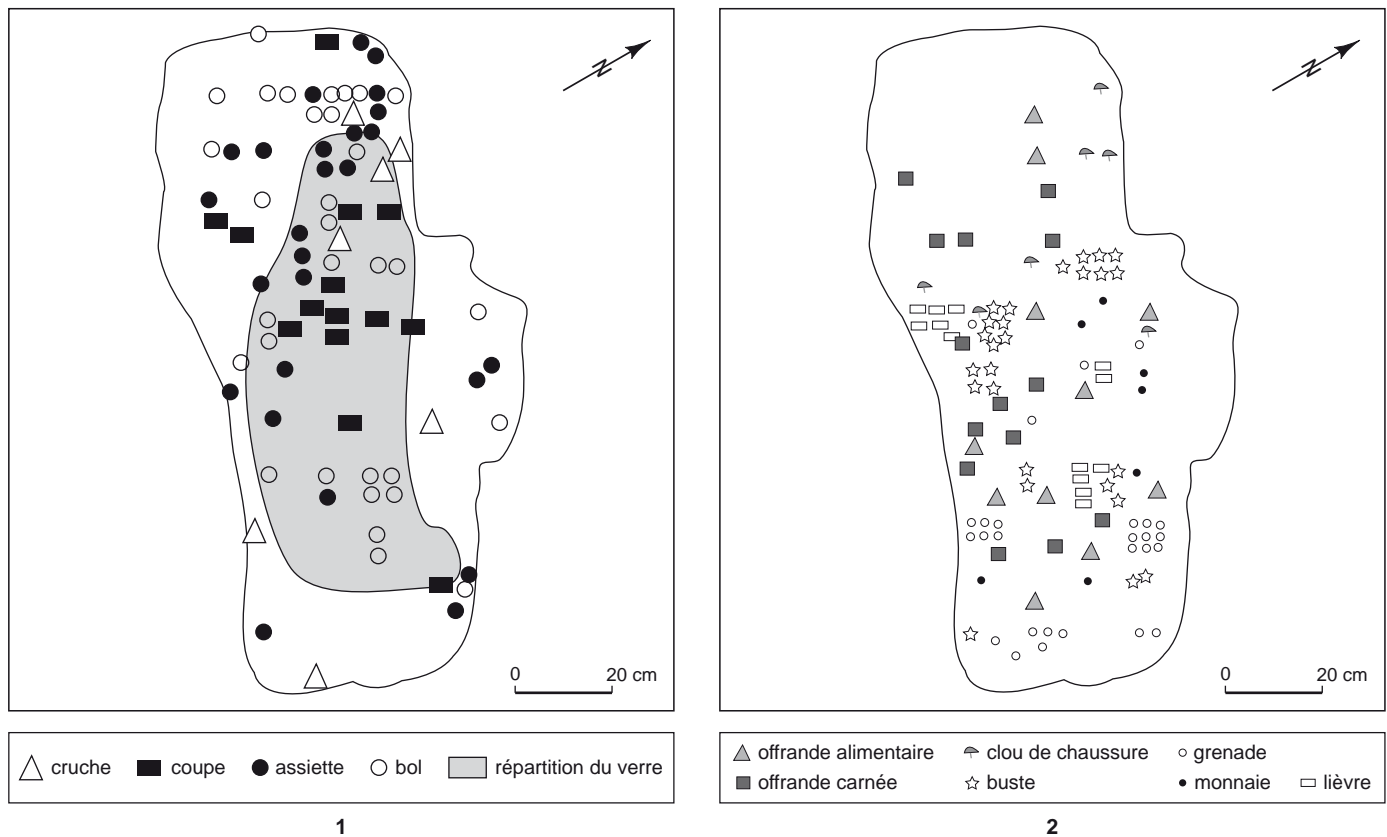 N
0 20 cm
cruche coupe assiette bol répartition du verre
1
N
0 20 cm
offrande alimentaire clou de chaussure grenade
offrande carnée buste monnaie lièvre
2